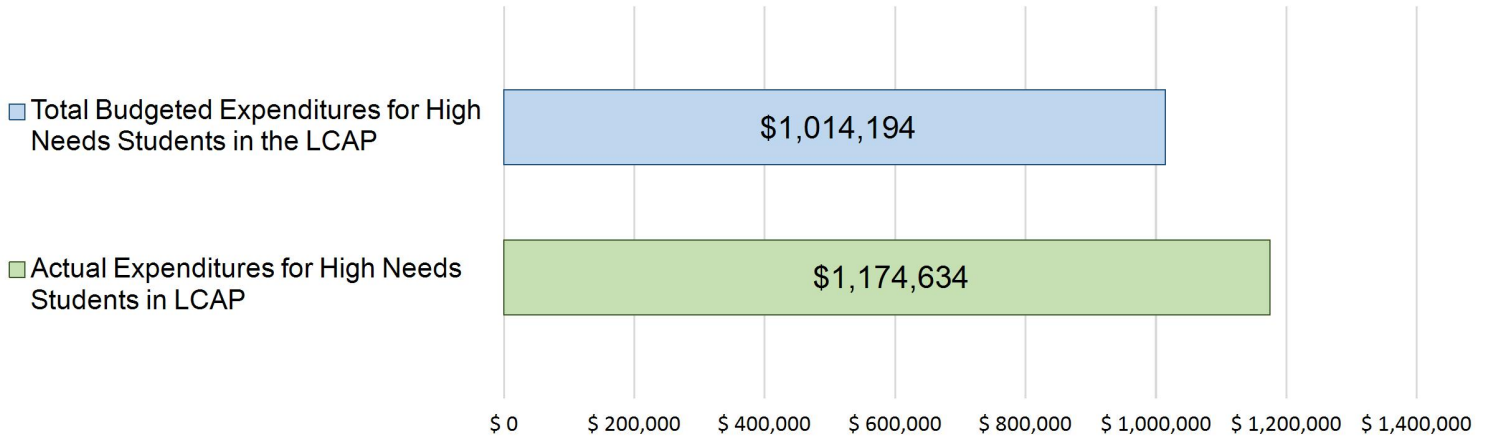 Total Budgeted Expenditures for High
Needs Students in the LCAP
$1,014,194
Actual Expenditures for High Needs
Students in LCAP
$1,174,634
$ 0 $ 200,000 $ 400,000 $ 600,000 $ 800,000 $ 1,000,000 $ 1,200,000 $ 1,400,000